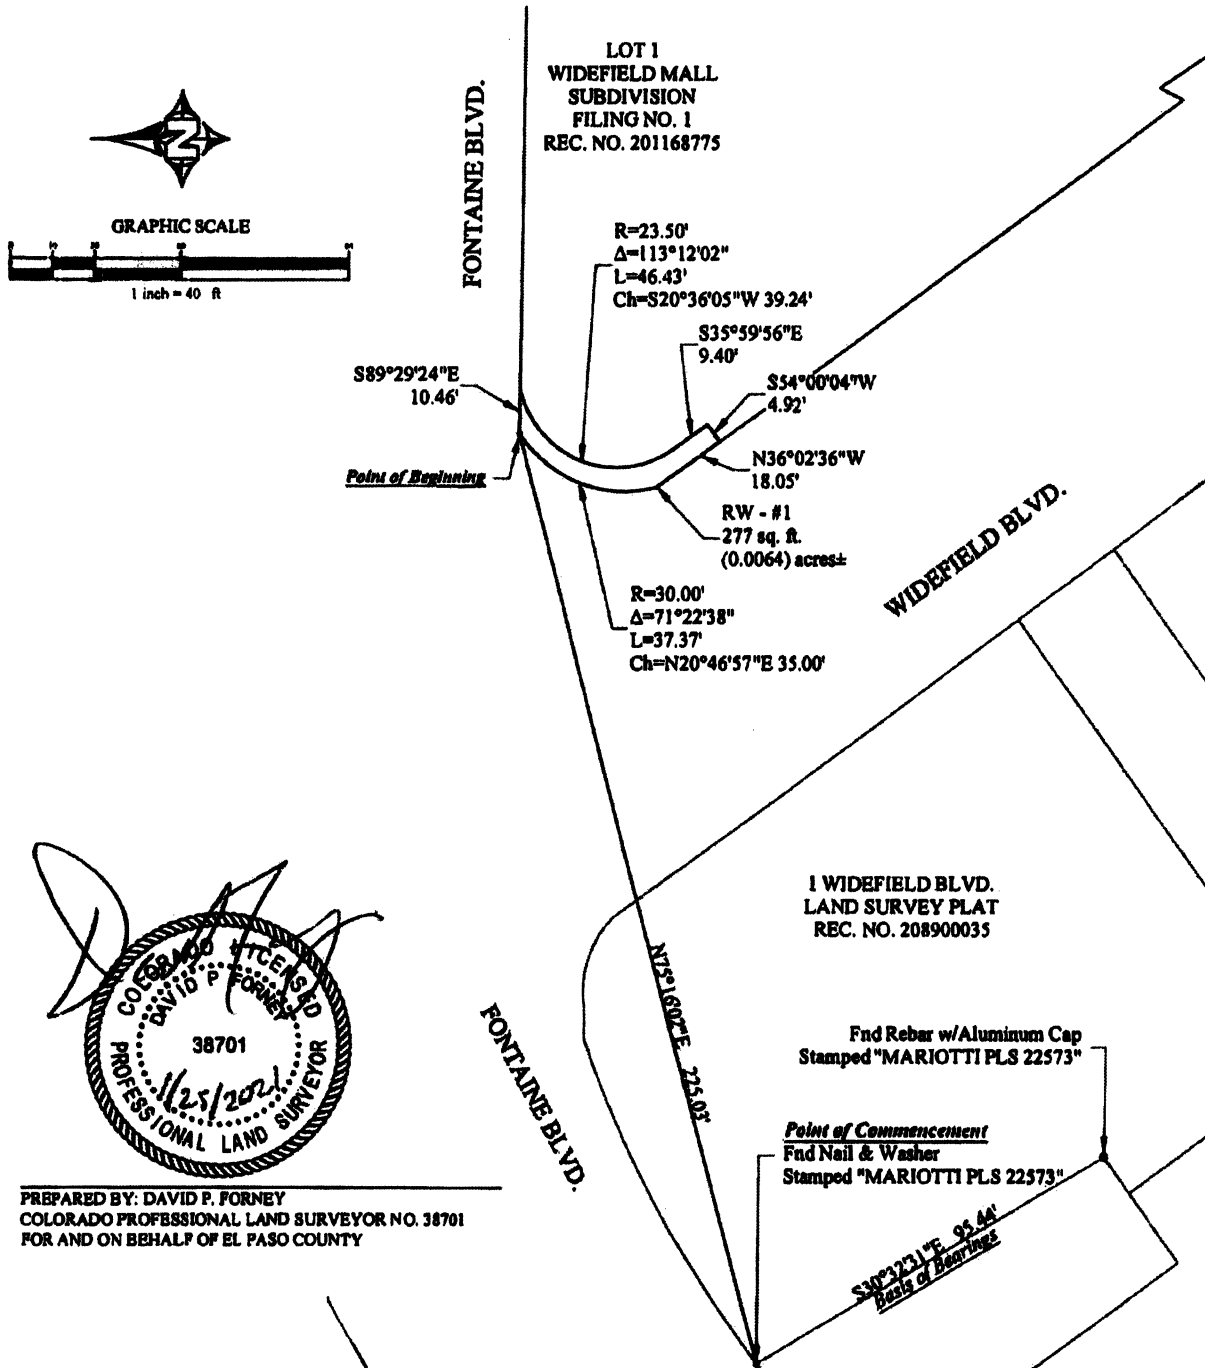 LOT 1
WIDEFIELD MALL
SUBDIVISION
FILING NO. 1
REC. NO. 201168775
FONTAINE BLVD.
N
GRAPHIC SCALE
1 inch = 40 ft
R=23.50'
Δ=113°12'02"
L=46.43'
Ch=S20°36'05"W 39.24'
S35°59'56"E
9.40'
S89°29'24"E
10.46'
S54°00'04"W
4.92'
Point of Beginning
N36°02'36"W
18.05'
RW - #1
277 sq. ft.
(0.0064) acres±
WIDEFIELD BLVD.
R=30.00'
Δ=71°22'38"
L=37.37'
Ch=N20°46'57"E 35.00'
1 WIDEFIELD BLVD.
LAND SURVEY PLAT
REC. NO. 208900035
N75°16'02"E 225.03'
COLORADO LICENSED
DAVID P FORNEY
38701
1/25/2021
PROFESSIONAL LAND SURVEYOR
FONTAINE BLVD.
Fnd Rebar w/Aluminum Cap
Stamped "MARIOTTI PLS 22573"
Point of Commencement
Fnd Nail & Washer
Stamped "MARIOTTI PLS 22573"
S30°32'31"E 95.44'
Basis of Bearings
PREPARED BY: DAVID P. FORNEY
COLORADO PROFESSIONAL LAND SURVEYOR NO. 38701
FOR AND ON BEHALF OF EL PASO COUNTY